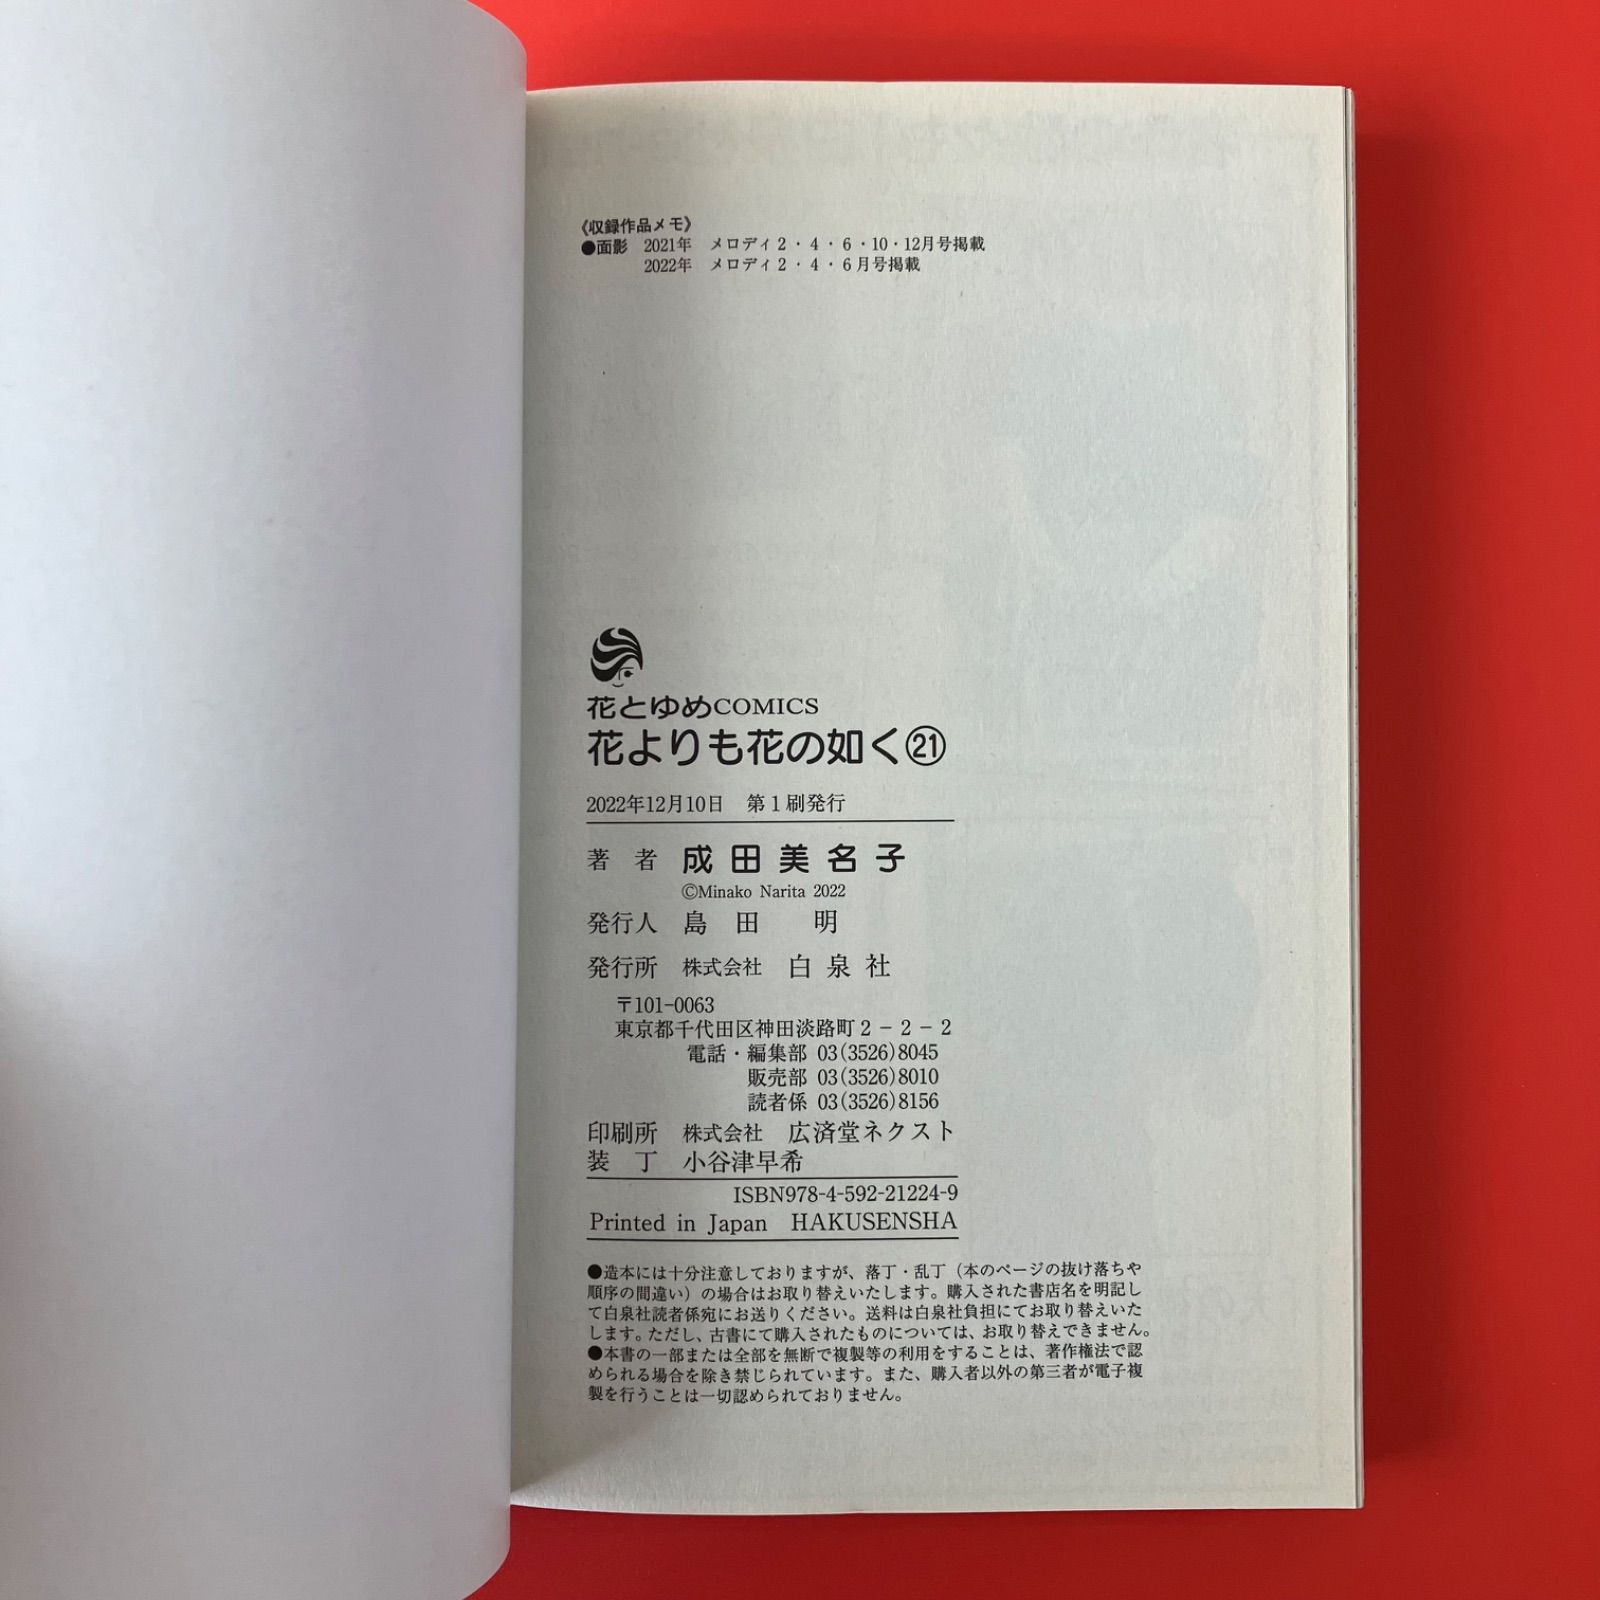 《収録作品メモ》
●面影 2021年 メロディ2・4・6・10・12月号掲載
2022年 メロディ2・4・6月号掲載
花とゆめCOMICS
花よりも花の如く㉑
2022年12月10日 第1刷発行
著者 成田美名子
©Minako Narita 2022
発行人 島田 明
発行所 株式会社 白泉社
〒101-0063
東京都千代田区神田淡路町2-2-2
電話・編集部 03(3526)8045
販売部 03(3526)8010
読者係 03(3526)8156
印刷所 株式会社 広済堂ネクスト
装丁 小谷津早希
ISBN978-4-592-21224-9
Printed in Japan HAKUSENSHA
●造本には十分注意しておりますが、落丁・乱丁（本のページの抜け落ちや
順序の間違い）の場合はお取り替えいたします。購入された書店名を明記し
て白泉社読者係宛にお送りください。送料は白泉社負担にてお取り替えいた
します。ただし、古書にて購入されたものについては、お取り替えできません。
●本書の一部または全部を無断で複製等の利用をすることは、著作権法で認
められる場合を除き禁じられています。また、購入者以外の第三者が電子複
製を行うことは一切認められておりません。